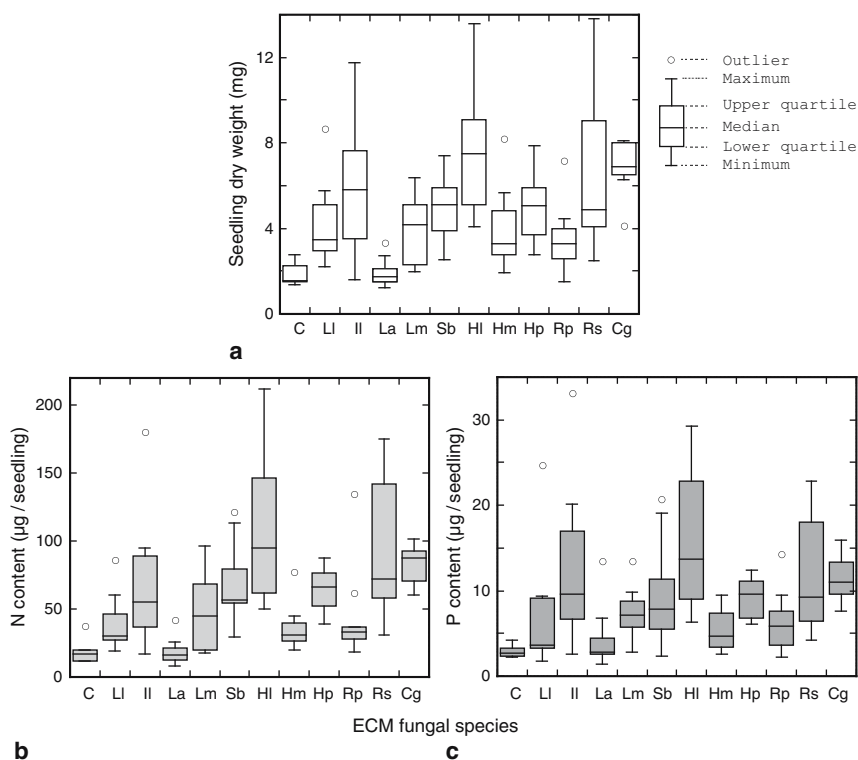 12
8
4
0
Seedling dry weight (mg)
C Ll Il La Lm Sb Hl Hm Hp Rp Rs Cg
Outlier
Maximum
Upper quartile
Median
Lower quartile
Minimum
a
200
150
100
50
0
N content (µg / seedling)
C Ll Il La Lm Sb Hl Hm Hp Rp Rs Cg
30
20
10
0
P content (µg / seedling)
C Ll Il La Lm Sb Hl Hm Hp Rp Rs Cg
ECM fungal species
b
c